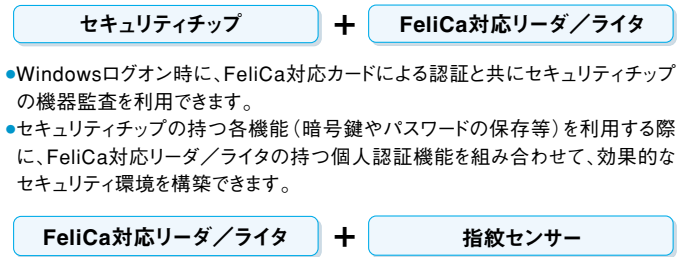 セキュリティチップ + FeliCa対応リーダ／ライタ
●Windowsログオン時に、FeliCa対応カードによる認証と共にセキュリティチップ
の機器監査を利用できます。
●セキュリティチップの持つ各機能（暗号鍵やパスワードの保存等）を利用する際
に、FeliCa対応リーダ／ライタの持つ個人認証機能を組み合わせて、効果的な
セキュリティ環境を構築できます。
FeliCa対応リーダ／ライタ + 指紋センサー